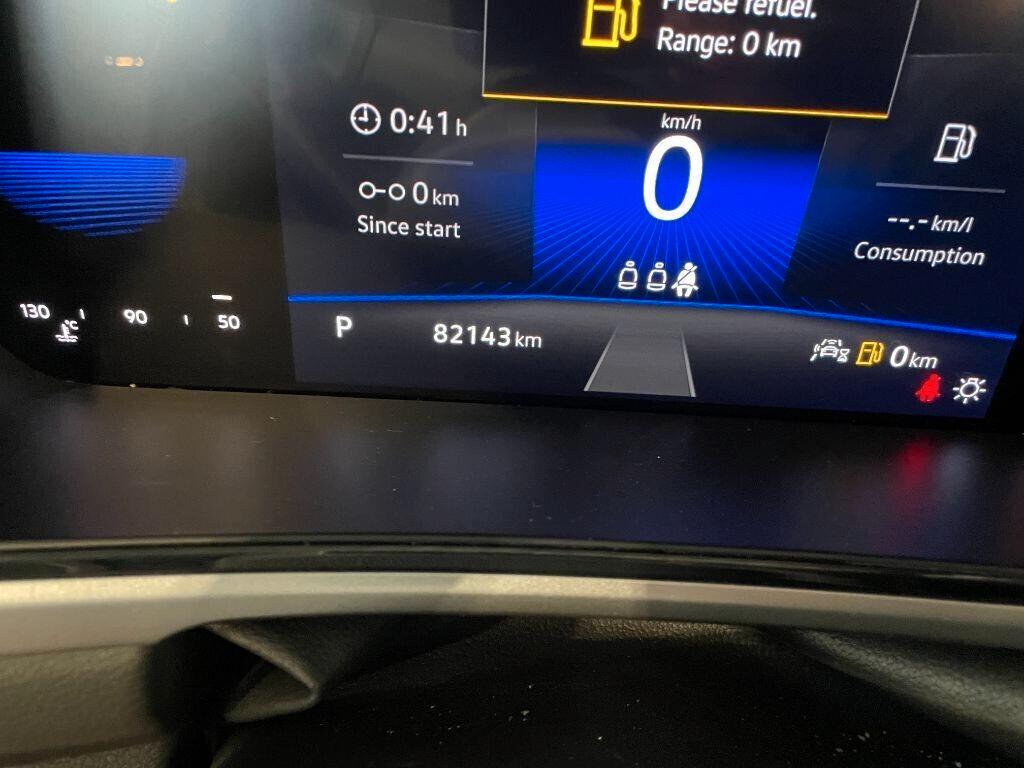 Please refuel.
Range: 0 km
0:41 h
0 km
Since start
km/h
0
--.- km/l
Consumption
130
90
50
°C
P
82143 km
0 km